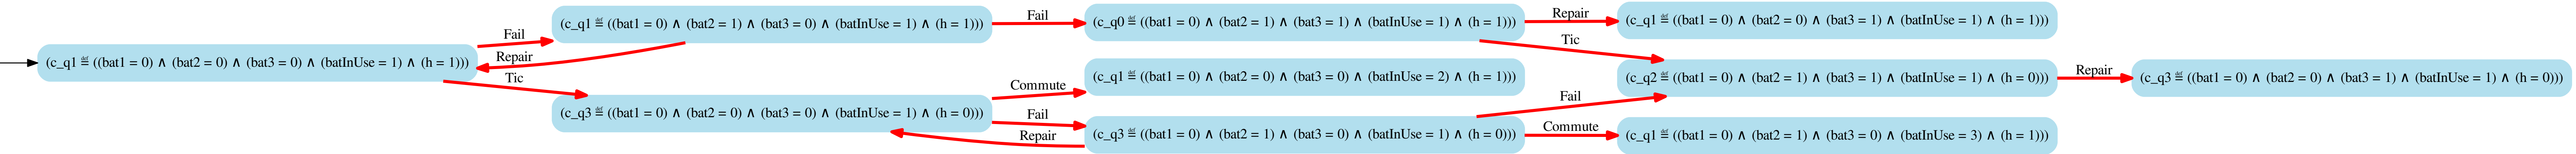 (c_q1 ≝ ((bat1 = 0) ∧ (bat2 = 0) ∧ (bat3 = 0) ∧ (batInUse = 1) ∧ (h = 1)))
Fail
(c_q1 ≝ ((bat1 = 0) ∧ (bat2 = 1) ∧ (bat3 = 0) ∧ (batInUse = 1) ∧ (h = 1)))
Repair
Tic
(c_q3 ≝ ((bat1 = 0) ∧ (bat2 = 0) ∧ (bat3 = 0) ∧ (batInUse = 1) ∧ (h = 0)))
Fail
(c_q0 ≝ ((bat1 = 0) ∧ (bat2 = 1) ∧ (bat3 = 1) ∧ (batInUse = 1) ∧ (h = 1)))
Commute
(c_q1 ≝ ((bat1 = 0) ∧ (bat2 = 0) ∧ (bat3 = 0) ∧ (batInUse = 2) ∧ (h = 1)))
Fail
Repair
(c_q3 ≝ ((bat1 = 0) ∧ (bat2 = 1) ∧ (bat3 = 0) ∧ (batInUse = 1) ∧ (h = 0)))
Repair
(c_q1 ≝ ((bat1 = 0) ∧ (bat2 = 0) ∧ (bat3 = 1) ∧ (batInUse = 1) ∧ (h = 1)))
Tic
(c_q2 ≝ ((bat1 = 0) ∧ (bat2 = 1) ∧ (bat3 = 1) ∧ (batInUse = 1) ∧ (h = 0)))
Fail
Commute
(c_q1 ≝ ((bat1 = 0) ∧ (bat2 = 1) ∧ (bat3 = 0) ∧ (batInUse = 3) ∧ (h = 1)))
Repair
(c_q3 ≝ ((bat1 = 0) ∧ (bat2 = 0) ∧ (bat3 = 1) ∧ (batInUse = 1) ∧ (h = 0)))